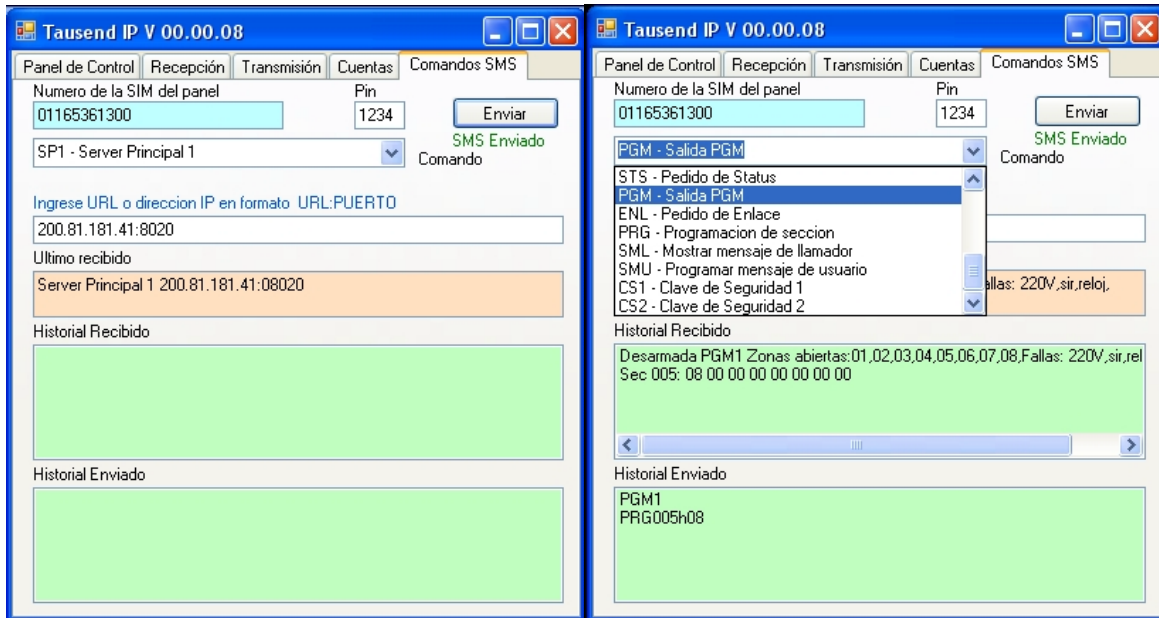 Tausend IP V 00.00.08
Panel de Control Recepción Transmisión Cuentas Comandos SMS
Numero de la SIM del panel Pin
01165361300 1234 Enviar
SMS Enviado
SP1 - Server Principal 1 Comando
Ingrese URL o direccion IP en formato URL:PUERTO
200.81.181.41:8020
Ultimo recibido
Server Principal 1 200.81.181.41:08020
Historial Recibido
Historial Enviado
Tausend IP V 00.00.08
Panel de Control Recepción Transmisión Cuentas Comandos SMS
Numero de la SIM del panel Pin
01165361300 1234 Enviar
SMS Enviado
PGM - Salida PGM Comando
STS - Pedido de Status
PGM - Salida PGM
ENL - Pedido de Enlace
PRG - Programacion de seccion
SML - Mostrar mensaje de llamador
SMU - Programar mensaje de usuario
CS1 - Clave de Seguridad 1 allas: 220V,sir,reloj,
CS2 - Clave de Seguridad 2
Historial Recibido
Desarmada PGM1 Zonas abiertas:01,02,03,04,05,06,07,08,Fallas: 220V,sir,rel
Sec 005: 08 00 00 00 00 00 00 00
Historial Enviado
PGM1
PRG005h08